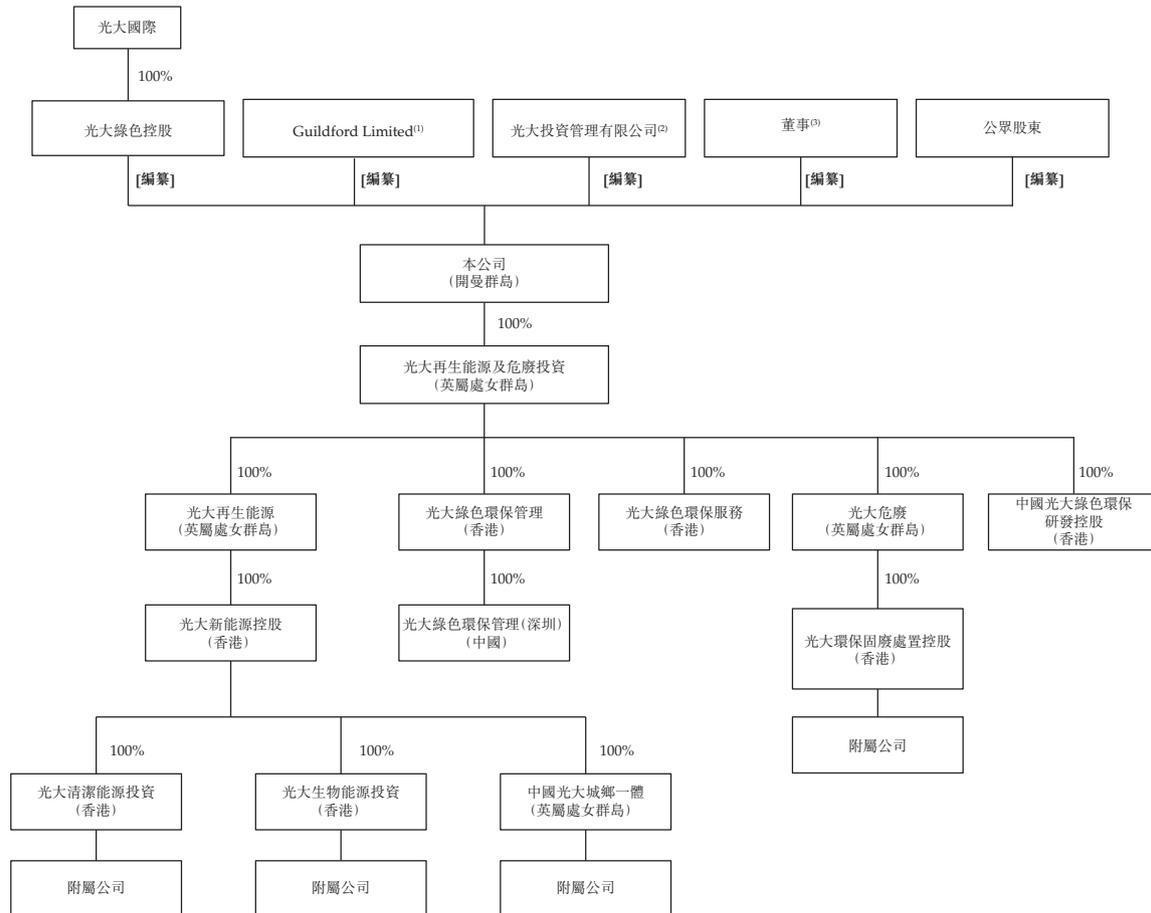 光大國際
100%
光大綠色控股
Guildford Limited(1)
光大投資管理有限公司(2)
董事(3)
公眾股東
[編纂]
[編纂]
[編纂]
[編纂]
[編纂]
本公司
(開曼群島)
100%
光大再生能源及危廢投資
(英屬處女群島)
100%
100%
100%
100%
100%
光大再生能源
(英屬處女群島)
光大綠色環保管理
(香港)
光大綠色環保服務
(香港)
光大危廢
(英屬處女群島)
中國光大綠色環保
研發控股
(香港)
100%
100%
100%
光大新能源控股
(香港)
光大綠色環保管理(深圳)
(中國)
光大環保固廢處置控股
(香港)
100%
100%
100%
附屬公司
光大清潔能源投資
(香港)
光大生物能源投資
(香港)
中國光大城鄉一體
(英屬處女群島)
附屬公司
附屬公司
附屬公司